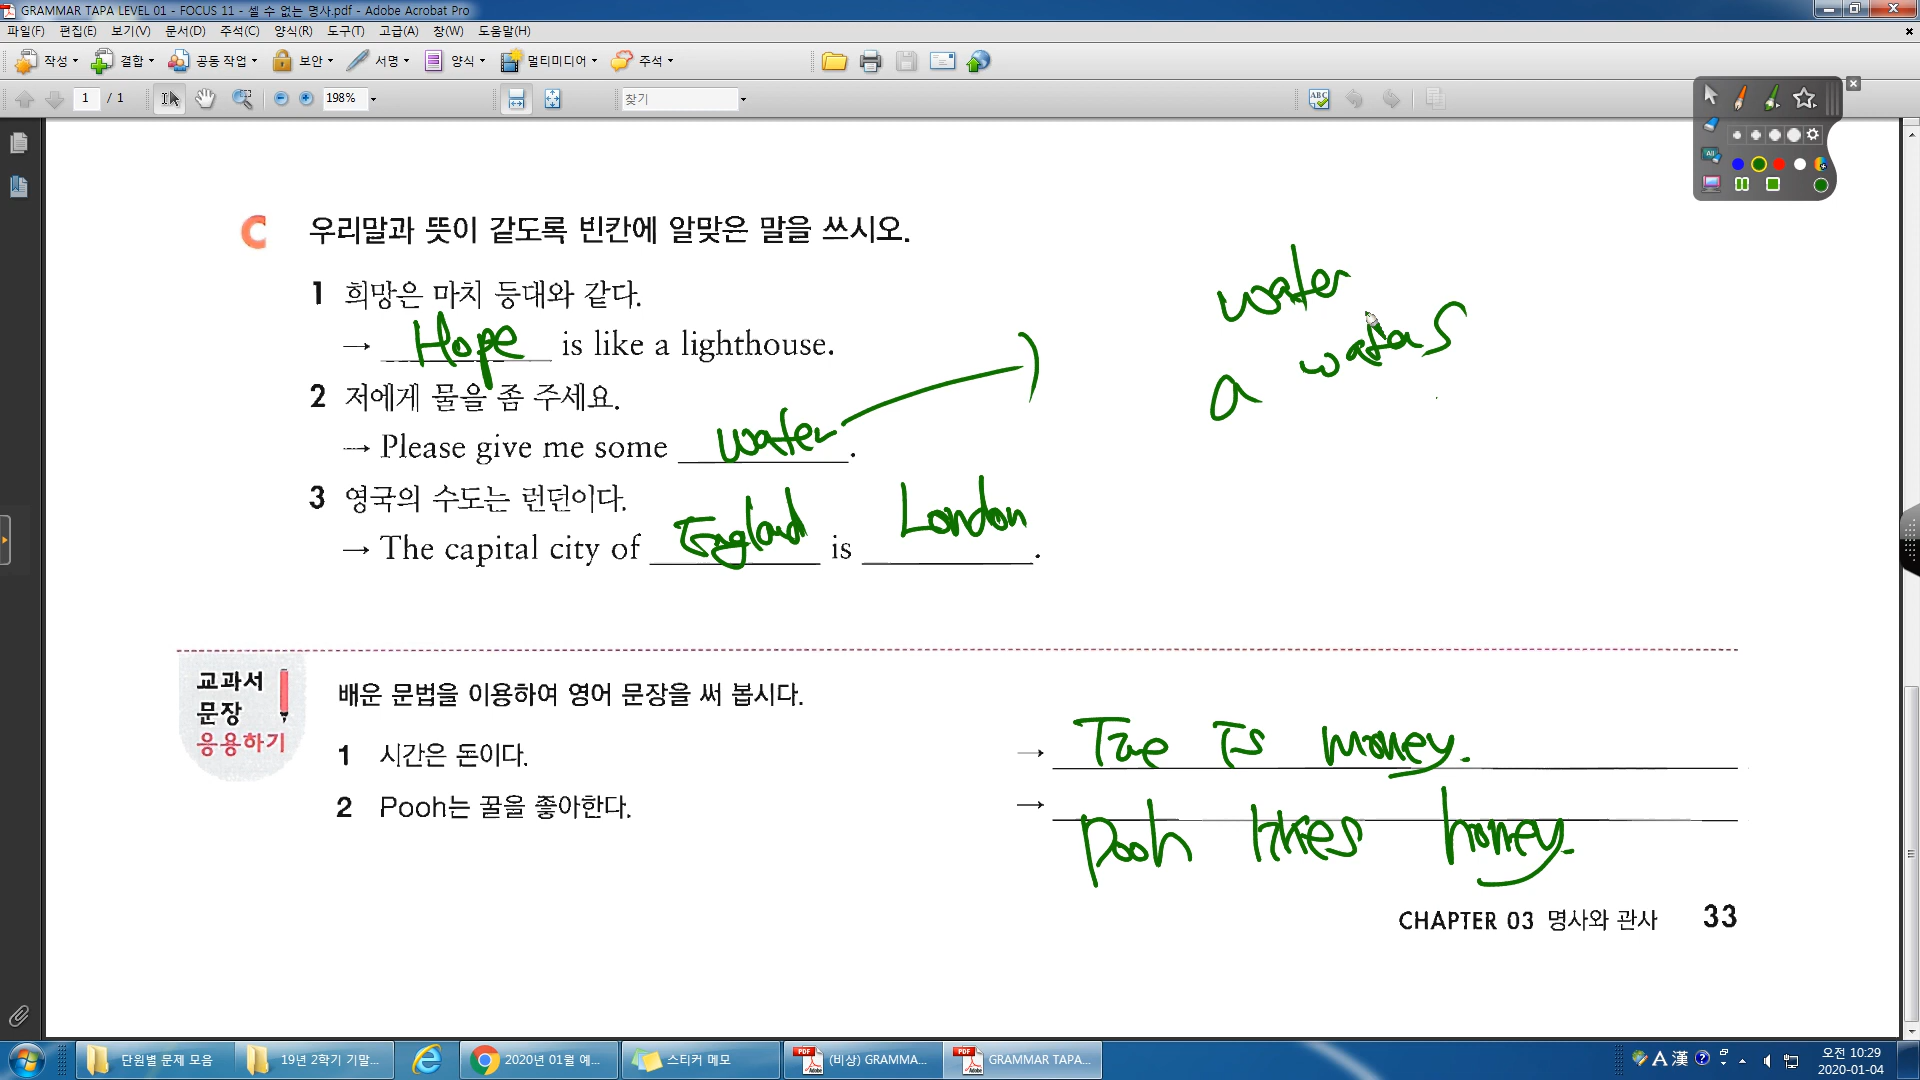 GRAMMAR TAPA LEVEL 01 - FOCUS 11 - 셀 수 없는 명사.pdf - Adobe Acrobat Pro
파일(F) 편집(E) 보기(V) 문서(D) 주석(C) 양식(R) 도구(T) 고급(A) 창(W) 도움말(H)
작성 결합 공동 작업 보안 서명 양식 멀티미디어 주석
1 / 1 198% 찾기
C 우리말과 뜻이 같도록 빈칸에 알맞은 말을 쓰시오.
water
1 희망은 마치 등대와 같다.
→ Hope is like a lighthouse.
waters
a
2 저에게 물을 좀 주세요.
→ Please give me some water.
3 영국의 수도는 런던이다.
→ The capital city of England is London.
교과서
문장
응용하기
배운 문법을 이용하여 영어 문장을 써 봅시다.
1 시간은 돈이다. → Time is money.
2 Pooh는 꿀을 좋아한다. → Pooh likes honey.
CHAPTER 03 명사와 관사 33
단원별 문제 모음 19년 2학기 기말... 2020년 01월 예... 스티커 메모 (비상) GRAMMA... GRAMMAR TAPA... A 漢 오전 10:29
2020-01-04